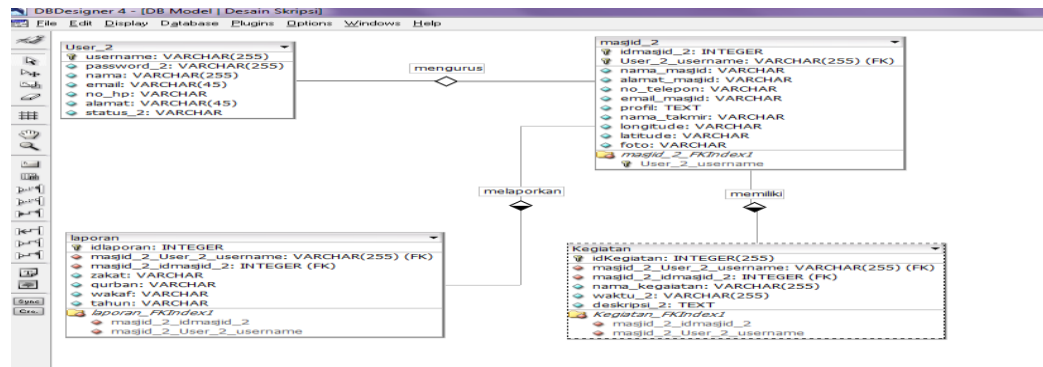 DBDesigner 4 - [DB Model | Desain Skripsi]
File Edit Display Database Plugins Options Windows Help
User_2
username: VARCHAR(255)
password_2: VARCHAR(255)
nama: VARCHAR(255)
email: VARCHAR(45)
no_hp: VARCHAR
alamat: VARCHAR(45)
status_2: VARCHAR
mengurus
masjid_2
idmasjid_2: INTEGER
User_2_username: VARCHAR(255) (FK)
nama_masjid: VARCHAR
alamat_masjid: VARCHAR
no_telepon: VARCHAR
email_masjid: VARCHAR
profil: TEXT
nama_takmir: VARCHAR
longitude: VARCHAR
latitude: VARCHAR
foto: VARCHAR
masjid_2_FKIndex1
User_2_username
melaporkan
memiliki
laporan
idlaporan: INTEGER
masjid_2_User_2_username: VARCHAR(255) (FK)
masjid_2_idmasjid_2: INTEGER (FK)
zakat: VARCHAR
qurban: VARCHAR
wakaf: VARCHAR
tahun: VARCHAR
laporan_FKIndex1
masjid_2_idmasjid_2
masjid_2_User_2_username
Kegiatan
idKegiatan: INTEGER(255)
masjid_2_User_2_username: VARCHAR(255) (FK)
masjid_2_idmasjid_2: INTEGER (FK)
nama_kegaiatan: VARCHAR(255)
waktu_2: VARCHAR(255)
deskripsi_2: TEXT
Kegiatan_FKIndex1
masjid_2_idmasjid_2
masjid_2_User_2_username
Sync